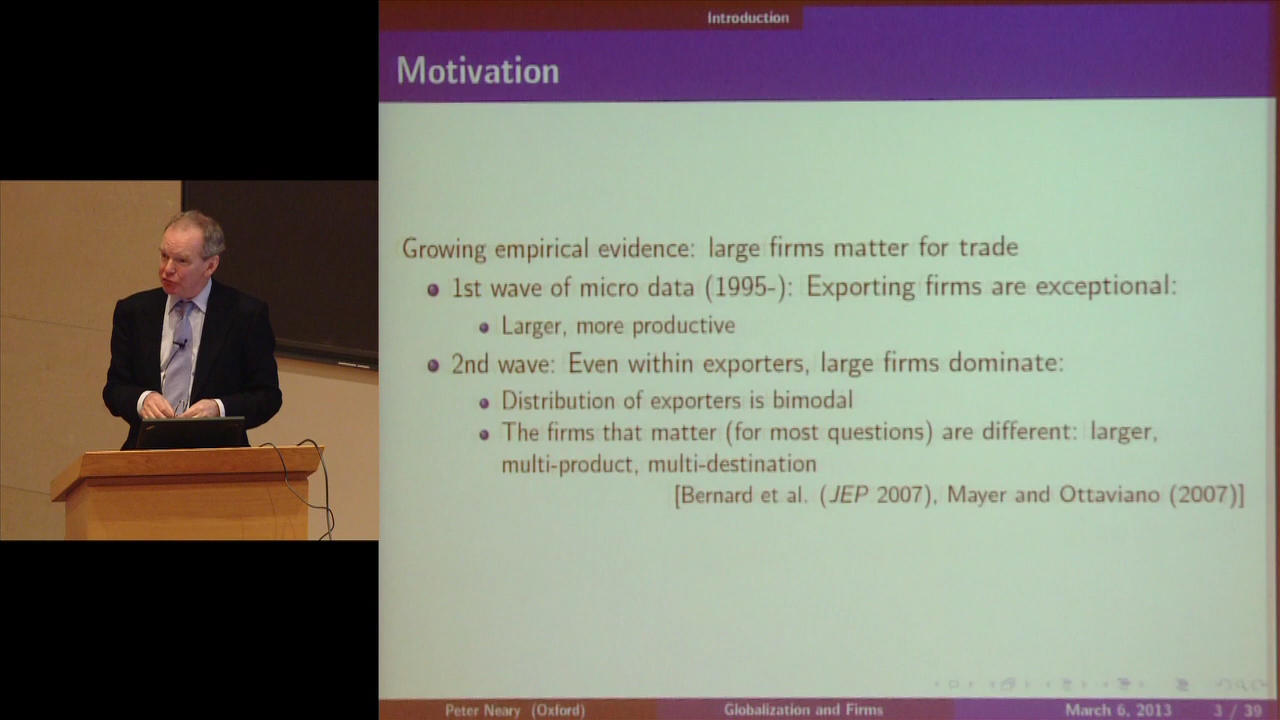 Introduction
Motivation
Growing empirical evidence: large firms matter for trade
1st wave of micro data (1995-): Exporting firms are exceptional:
Larger, more productive
2nd wave: Even within exporters, large firms dominate:
Distribution of exporters is bimodal
The firms that matter (for most questions) are different: larger,
multi-product, multi-destination
[Bernard et al. (JEP 2007), Mayer and Ottaviano (2007)]
Peter Neary (Oxford) Globalization and Firms March 6, 2013 3 / 39